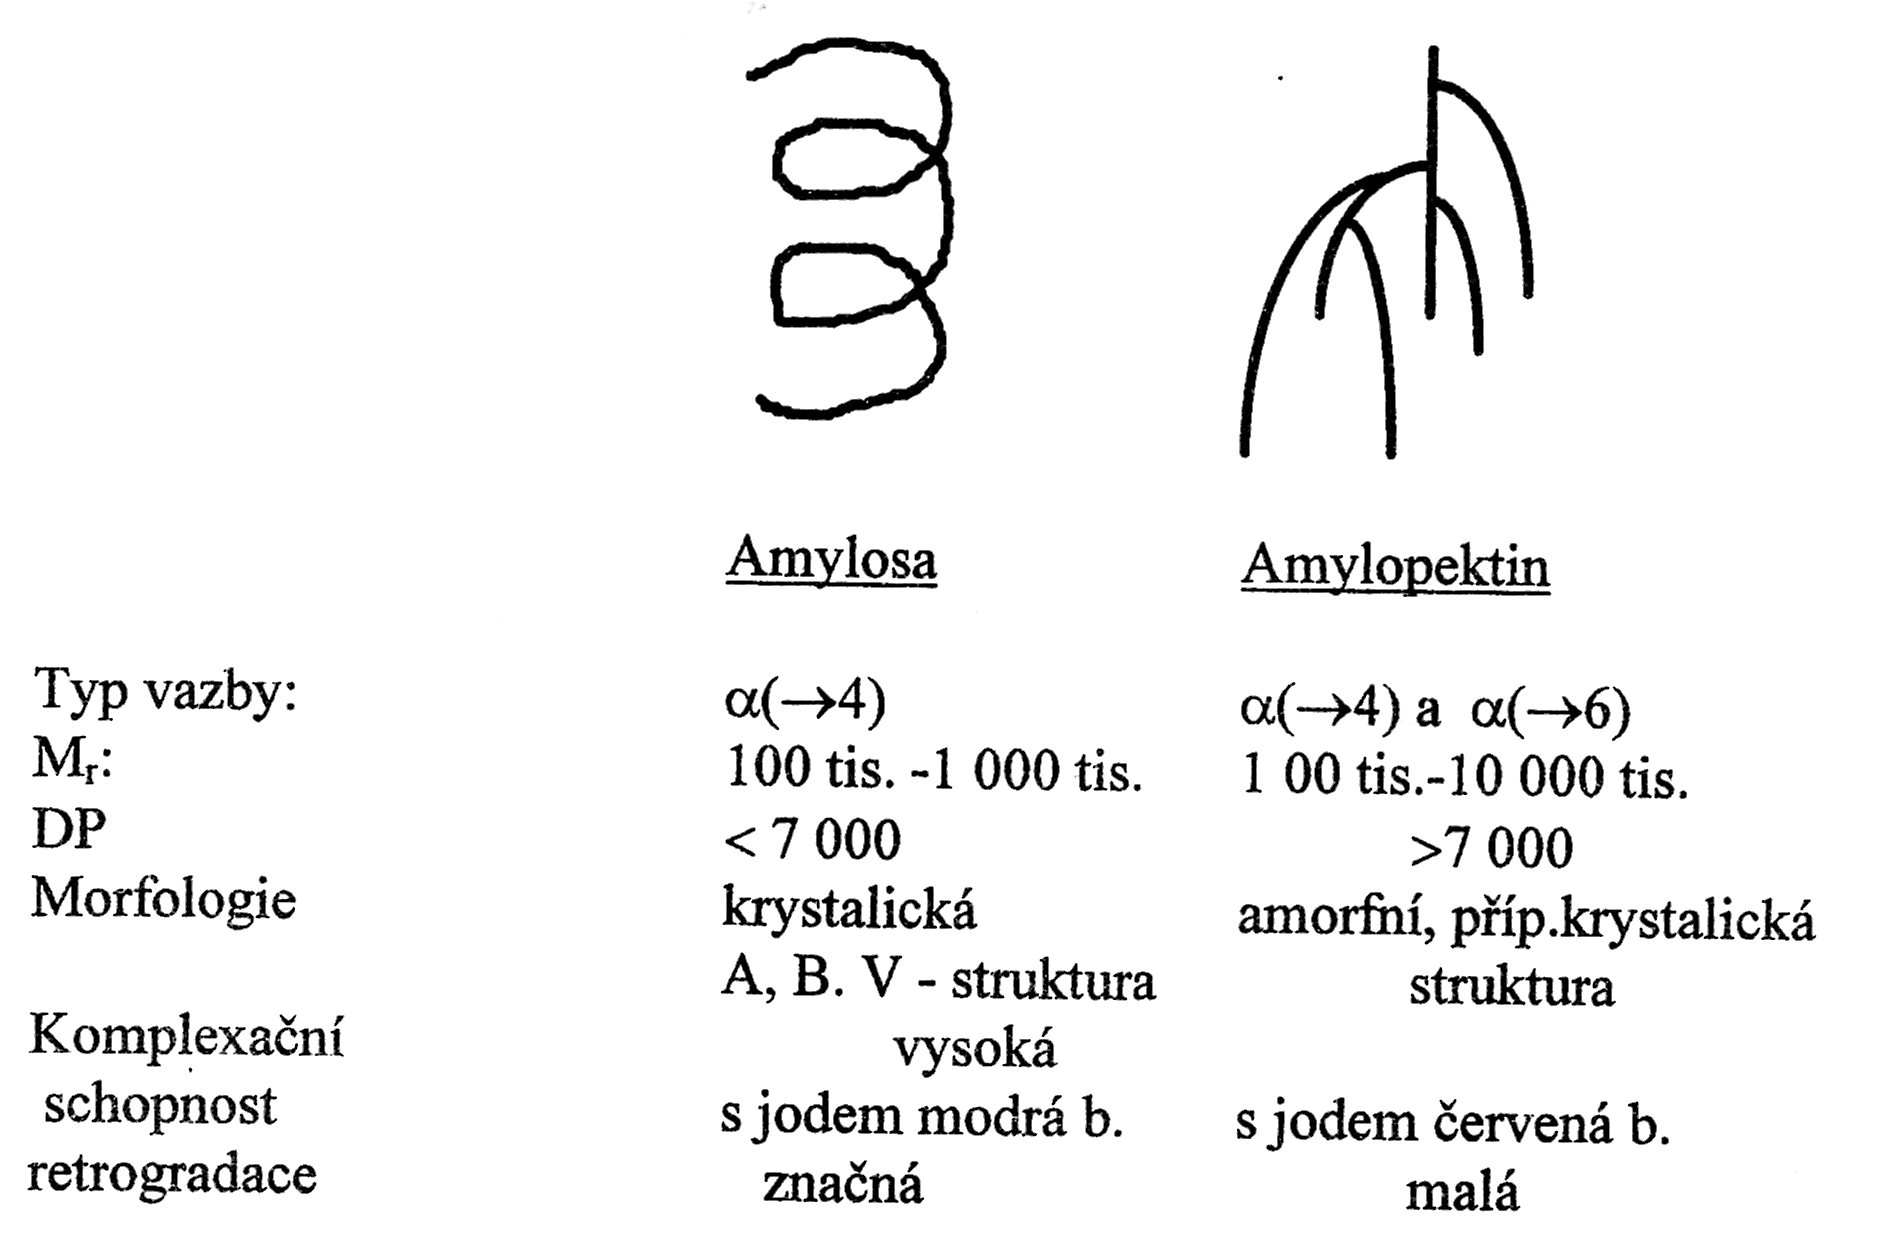 Amylosa Amylopektin
Typ vazby: α(→4) α(→4) a α(→6)
Mr: 100 tis. -1 000 tis. 1 00 tis.-10 000 tis.
DP < 7 000 >7 000
Morfologie krystalická amorfní, příp.krystalická
A, B. V - struktura struktura
Komplexační vysoká
schopnost s jodem modrá b. s jodem červená b.
retrogradace značná malá